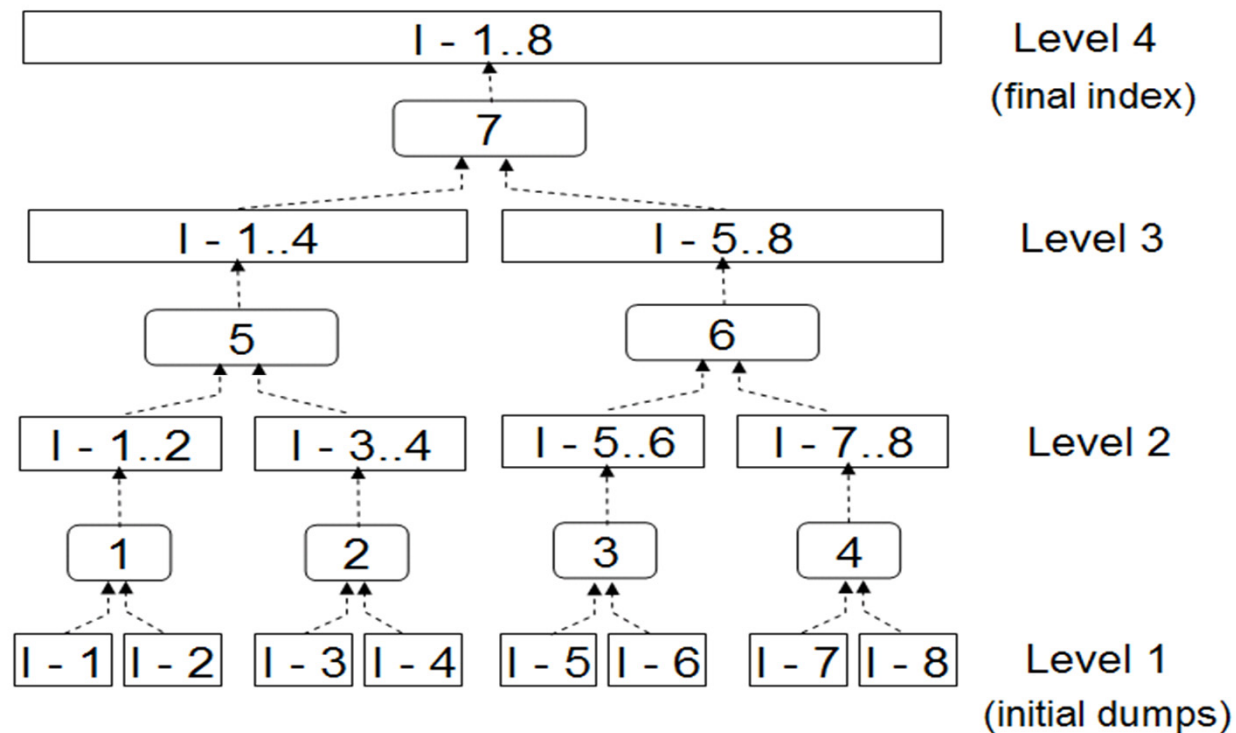 I - 1..8 Level 4
(final index)
7
I - 1..4 I - 5..8 Level 3
5 6
I - 1..2 I - 3..4 I - 5..6 I - 7..8 Level 2
1 2 3 4
I - 1 I - 2 I - 3 I - 4 I - 5 I - 6 I - 7 I - 8 Level 1
(initial dumps)